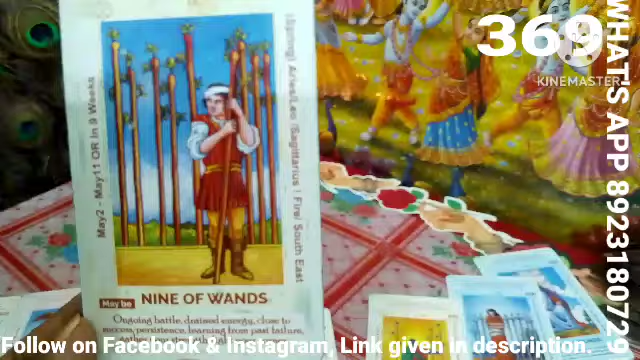 369
KINEMASTER
WHAT'S APP 8923180729
May2 - May11 OR In 9 Weeks
Aries/Leo /Sagittarius | Fire/ South East
May be NINE OF WANDS
Ongoing battle, drained energy, close to
success, persistence, learning from past failure,
Follow on Facebook & Instagram, Link given in description.